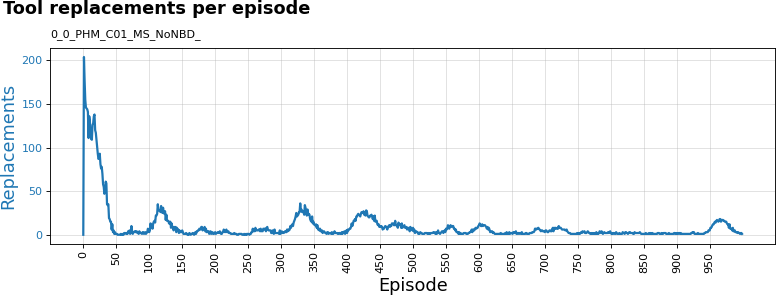 Tool replacements per episode
0_0_PHM_C01_MS_NoNBD_
Replacements
200
150
100
50
0
0 50 100 150 200 250 300 350 400 450 500 550 600 650 700 750 800 850 900 950
Episode